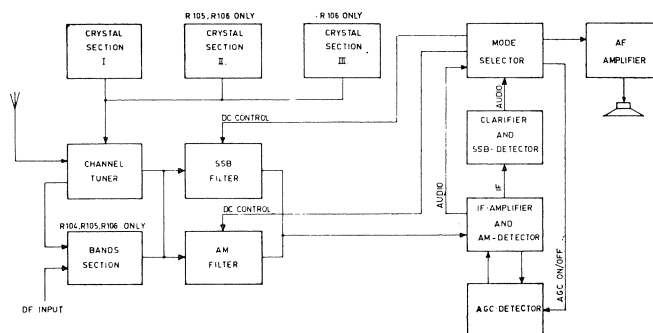 R105, R106 ONLY
. R106 ONLY
CRYSTAL
SECTION
I
CRYSTAL
SECTION
II.
CRYSTAL
SECTION
III
MODE
SELECTOR
AF
AMPLIFIER
DC CONTROL
AUDIO
CLARIFIER
AND
SSB-DETECTOR
CHANNEL
TUNER
SSB
FILTER
AUDIO
IF
DC CONTROL
R104, R105, R106 ONLY
BANDS
SECTION
AM
FILTER
IF-AMPLIFIER
AND
AM-DETECTOR
AGC ON/OFF
DF INPUT
AGC DETECTOR